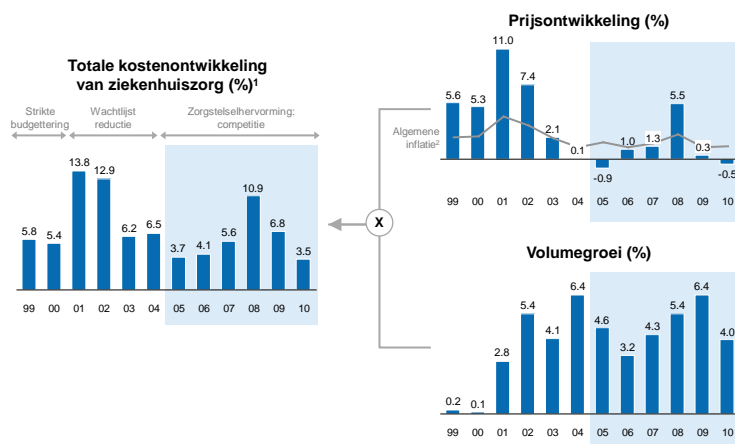 Totale kostenontwikkeling
van ziekenhuiszorg (%)¹
Strikte
budgettering
Wachtlijst
reductie
Zorgstelselhervorming:
competitie
5.8 5.4 13.8 12.9 6.2 6.5 3.7 4.1 5.6 10.9 6.8 3.5
99 00 01 02 03 04 05 06 07 08 09 10
X
Prijsontwikkeling (%)
Algemene
inflatie²
5.6 5.3 11.0 7.4 2.1 0.1 -0.9 1.0 1.3 5.5 0.3 -0.5
99 00 01 02 03 04 05 06 07 08 09 10
Volumegroei (%)
0.2 0.1 2.8 5.4 4.1 6.4 4.6 3.2 4.3 5.4 6.4 4.0
99 00 01 02 03 04 05 06 07 08 09 10